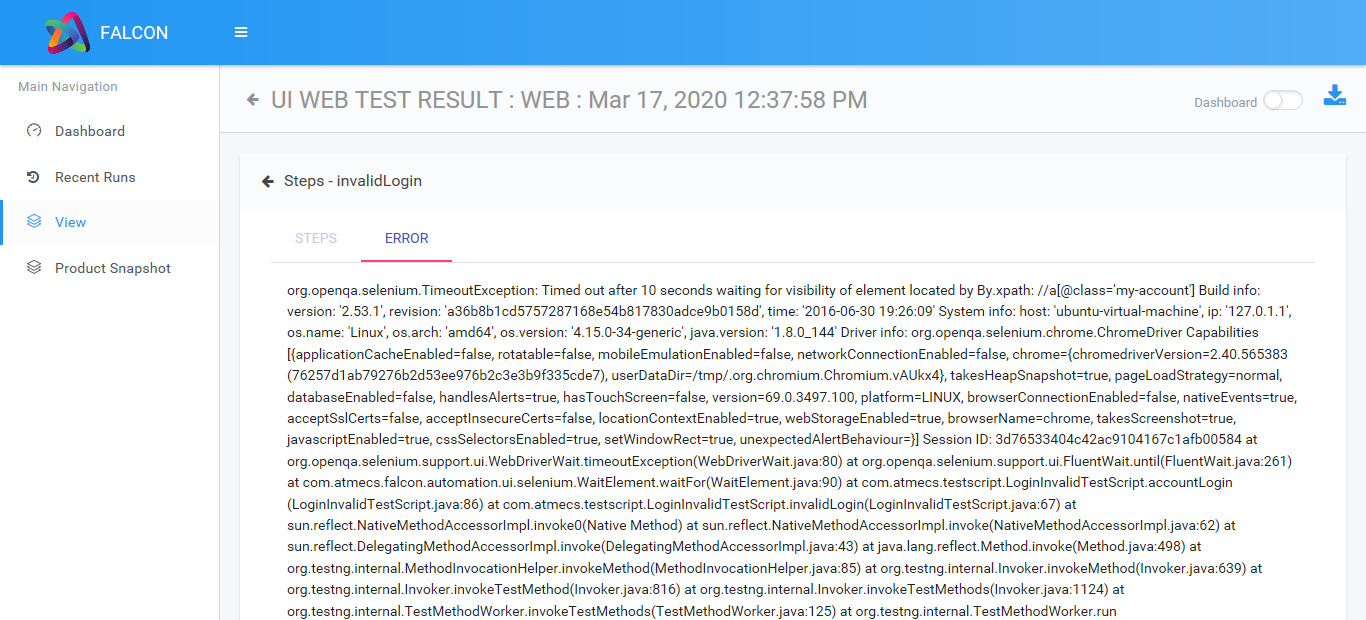 FALCON
Main Navigation
Dashboard
Recent Runs
View
Product Snapshot
UI WEB TEST RESULT : WEB : Mar 17, 2020 12:37:58 PM
Dashboard
Steps - invalidLogin
STEPS
ERROR
org.openqa.selenium.TimeoutException: Timed out after 10 seconds waiting for visibility of element located by By.xpath: //a[@class='my-account'] Build info:
version: '2.53.1', revision: 'a36b8b1cd5757287168e54b817830adce9b0158d', time: '2016-06-30 19:26:09' System info: host: 'ubuntu-virtual-machine', ip: '127.0.1.1',
os.name: 'Linux', os.arch: 'amd64', os.version: '4.15.0-34-generic', java.version: '1.8.0_144' Driver info: org.openqa.selenium.chrome.ChromeDriver Capabilities
[{applicationCacheEnabled=false, rotatable=false, mobileEmulationEnabled=false, networkConnectionEnabled=false, chrome={chromedriverVersion=2.40.565383
(76257d1ab79276b2d53ee976b2c3e3b9f335cde7), userDataDir=/tmp/.org.chromium.Chromium.vAUkx4}, takesHeapSnapshot=true, pageLoadStrategy=normal,
databaseEnabled=false, handlesAlerts=true, hasTouchScreen=false, version=69.0.3497.100, platform=LINUX, browserConnectionEnabled=false, nativeEvents=true,
acceptSslCerts=false, acceptInsecureCerts=false, locationContextEnabled=true, webStorageEnabled=true, browserName=chrome, takesScreenshot=true,
javascriptEnabled=true, cssSelectorsEnabled=true, setWindowRect=true, unexpectedAlertBehaviour=}] Session ID: 3d76533404c42ac9104167c1afb00584 at
org.openqa.selenium.support.ui.WebDriverWait.timeoutException(WebDriverWait.java:80) at org.openqa.selenium.support.ui.FluentWait.until(FluentWait.java:261)
at com.atmecs.falcon.automation.ui.selenium.WaitElement.waitFor(WaitElement.java:90) at com.atmecs.testscript.LoginInvalidTestScript.accountLogin
(LoginInvalidTestScript.java:86) at com.atmecs.testscript.LoginInvalidTestScript.invalidLogin(LoginInvalidTestScript.java:67) at
sun.reflect.NativeMethodAccessorImpl.invoke0(Native Method) at sun.reflect.NativeMethodAccessorImpl.invoke(NativeMethodAccessorImpl.java:62) at
sun.reflect.DelegatingMethodAccessorImpl.invoke(DelegatingMethodAccessorImpl.java:43) at java.lang.reflect.Method.invoke(Method.java:498) at
org.testng.internal.MethodInvocationHelper.invokeMethod(MethodInvocationHelper.java:85) at org.testng.internal.Invoker.invokeMethod(Invoker.java:639) at
org.testng.internal.Invoker.invokeTestMethod(Invoker.java:816) at org.testng.internal.Invoker.invokeTestMethods(Invoker.java:1124) at
org.testng.internal.TestMethodWorker.invokeTestMethods(TestMethodWorker.java:125) at org.testng.internal.TestMethodWorker.run